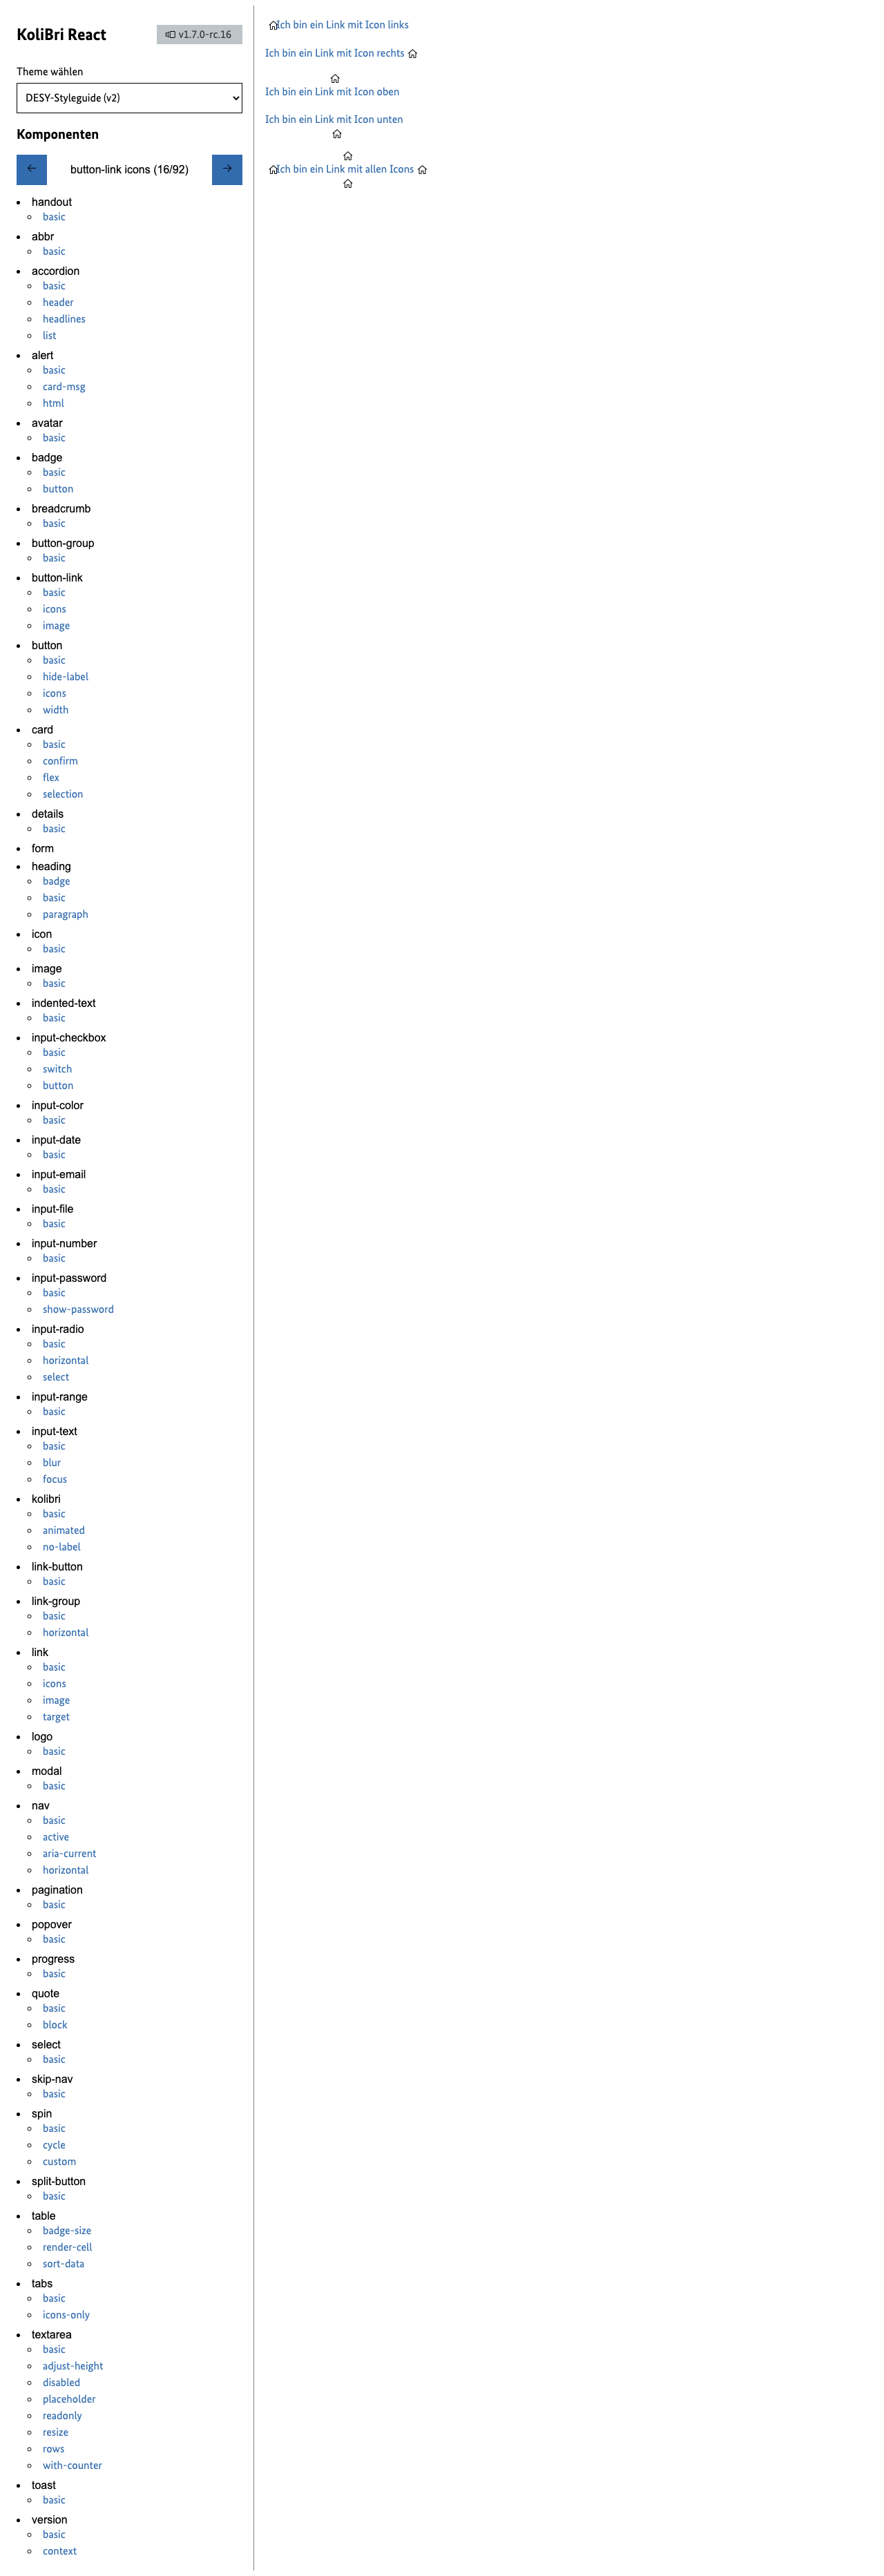 KoliBri React
v1.7.0-rc.16
Theme wählen
DESY-Styleguide (v2)
Komponenten
button-link icons (16/92)
handout
basic
abbr
basic
accordion
basic
header
headlines
list
alert
basic
card-msg
html
avatar
basic
badge
basic
button
breadcrumb
basic
button-group
basic
button-link
basic
icons
image
button
basic
hide-label
icons
width
card
basic
confirm
flex
selection
details
basic
form
heading
badge
basic
paragraph
icon
basic
image
basic
indented-text
basic
input-checkbox
basic
switch
button
input-color
basic
input-date
basic
input-email
basic
input-file
basic
input-number
basic
input-password
basic
show-password
input-radio
basic
horizontal
select
input-range
basic
input-text
basic
blur
focus
kolibri
basic
animated
no-label
link-button
basic
link-group
basic
horizontal
link
basic
icons
image
target
logo
basic
modal
basic
nav
basic
active
aria-current
horizontal
pagination
basic
popover
basic
progress
basic
quote
basic
block
select
basic
skip-nav
basic
spin
basic
cycle
custom
split-button
basic
table
badge-size
render-cell
sort-data
tabs
basic
icons-only
textarea
basic
adjust-height
disabled
placeholder
readonly
resize
rows
with-counter
toast
basic
version
basic
context
Ich bin ein Link mit Icon links
Ich bin ein Link mit Icon rechts
Ich bin ein Link mit Icon oben
Ich bin ein Link mit Icon unten
Ich bin ein Link mit allen Icons